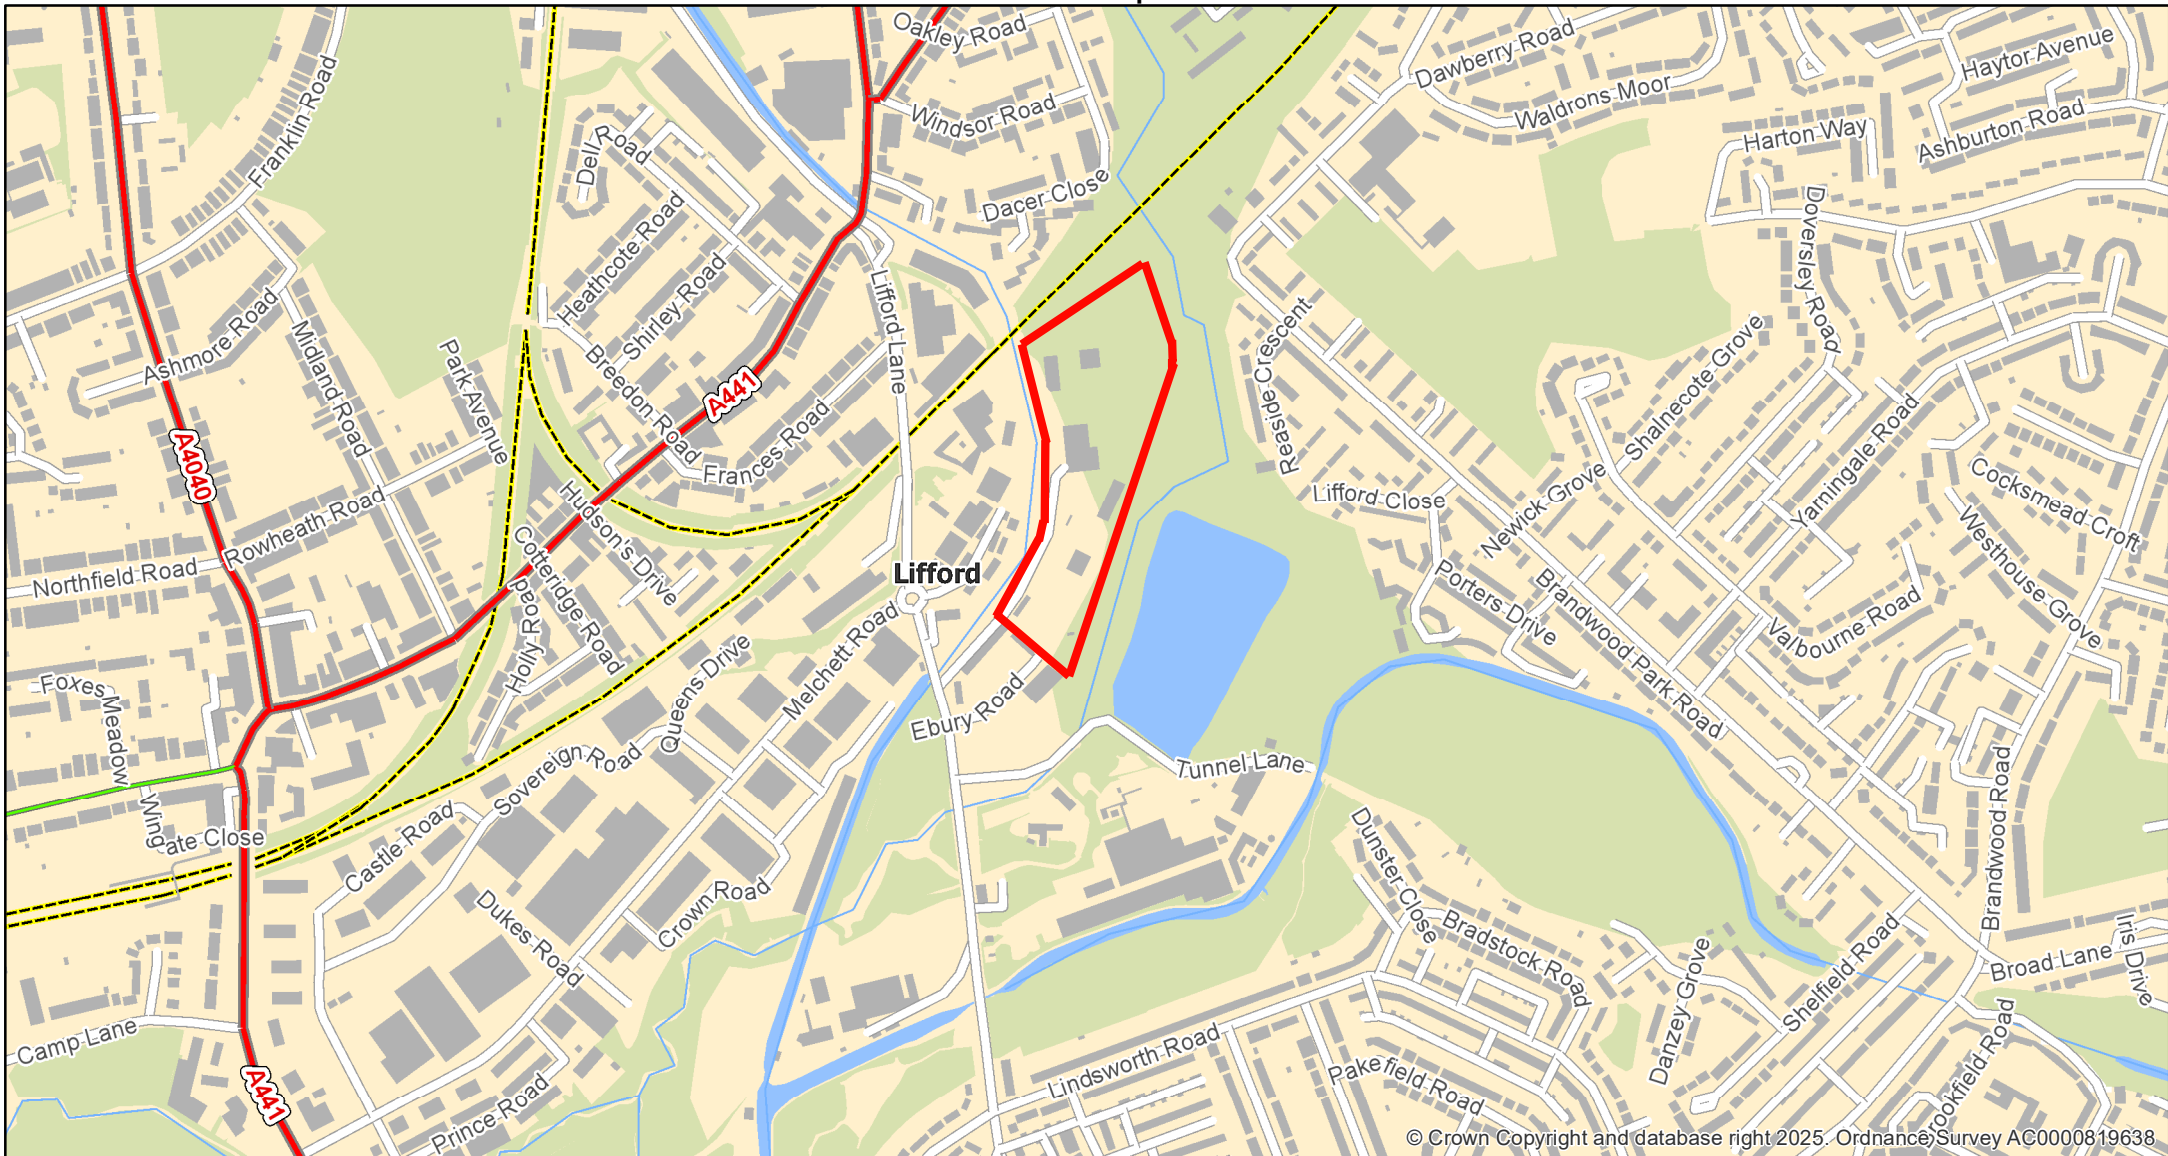 Oakley Road
Dawberry Road
Haytor Avenue
Franklin Road
Windsor Road
Waldrons Moor
Harton Way
Ashburton Road
Dell Road
Dacer Close
Heathcote Road
Shirley Road
Doversley Road
Lifford Lane
Ashmore Road
Midland Road
Park Avenue
Breedon Road
A441
Reaside Crescent
Shalnecote Grove
Frances Road
Yarningale Road
A4040
Rowheath Road
Hudson's Drive
Lifford Close
Newick Grove
Cocksmead Croft
Westhouse Grove
Northfield Road
Cotteridge Road
Holly Road
Lifford
Melchett Road
Porters Drive
Brandwood Park Road
Valbourne Road
Foxes Meadow
Queens Drive
Ebury Road
Sovereign Road
Tunnel Lane
Brandwood Road
Wingate Close
Castle Road
Dunster Close
Crown Road
Dukes Road
Bradstock Road
Shelfield Road
Broad Lane
Iris Drive
Danzey Grove
Camp Lane
A441
Lindsworth Road
Pakefield Road
Prince Road
© Crown Copyright and database right 2025. Ordnance Survey AC0000819638